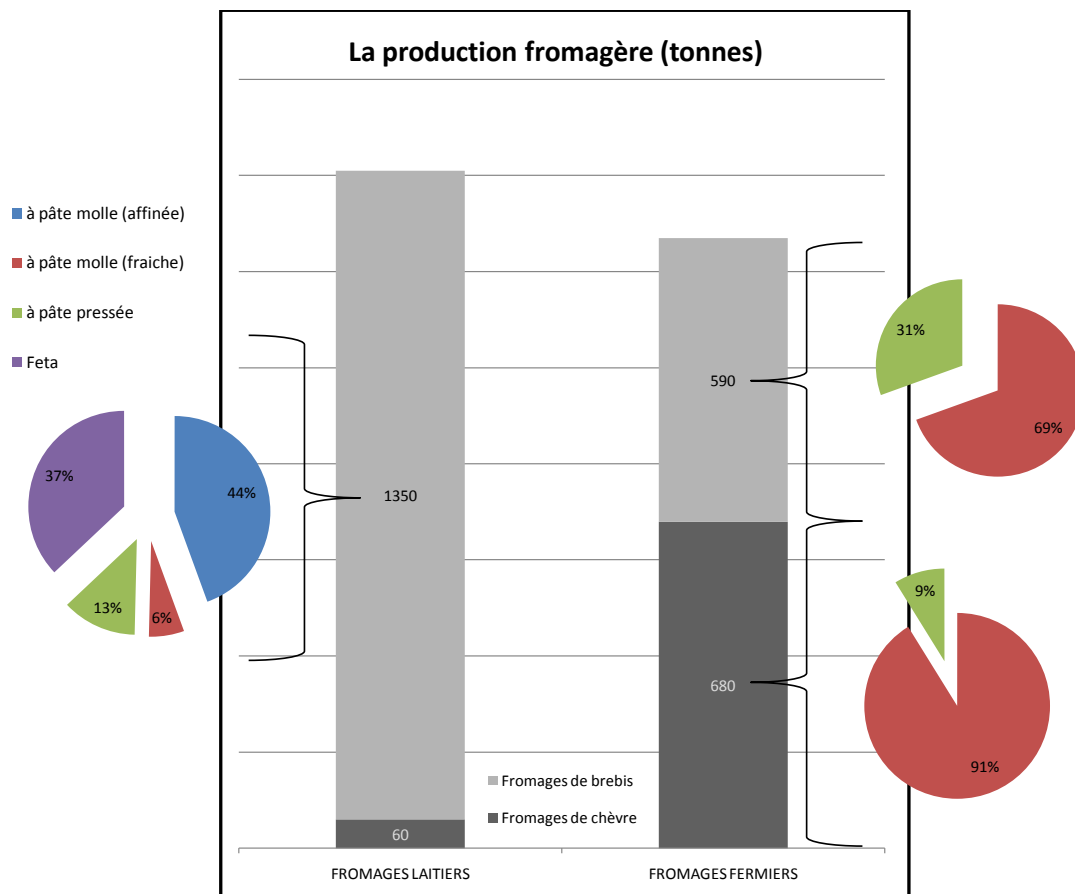 La production fromagère (tonnes)
à pâte molle (affinée)
à pâte molle (fraiche)
à pâte pressée
Feta
37%
44%
13%
6%
1350
60
590
680
31%
69%
9%
91%
Fromages de brebis
Fromages de chèvre
FROMAGES LAITIERS
FROMAGES FERMIERS